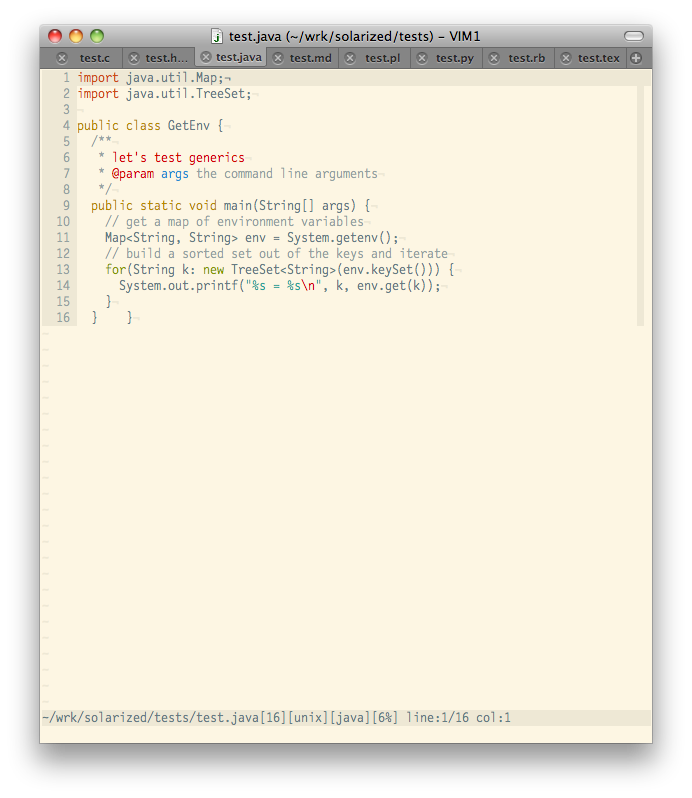 test.java (~/wrk/solarized/tests) – VIM1
test.c test.h... test.java test.md test.pl test.py test.rb test.tex
1 import java.util.Map;¬
2 import java.util.TreeSet;¬
3 ¬
4 public class GetEnv {¬
5   /**¬
6    * let's test generics¬
7    * @param args the command line arguments¬
8    */¬
9   public static void main(String[] args) {¬
10     // get a map of environment variables¬
11     Map<String, String> env = System.getenv();¬
12     // build a sorted set out of the keys and iterate¬
13     for(String k: new TreeSet<String>(env.keySet())) {¬
14       System.out.printf("%s = %s\n", k, env.get(k));¬
15     }¬
16   }    }¬
~/wrk/solarized/tests/test.java[16][unix][java][6%] line:1/16 col:1